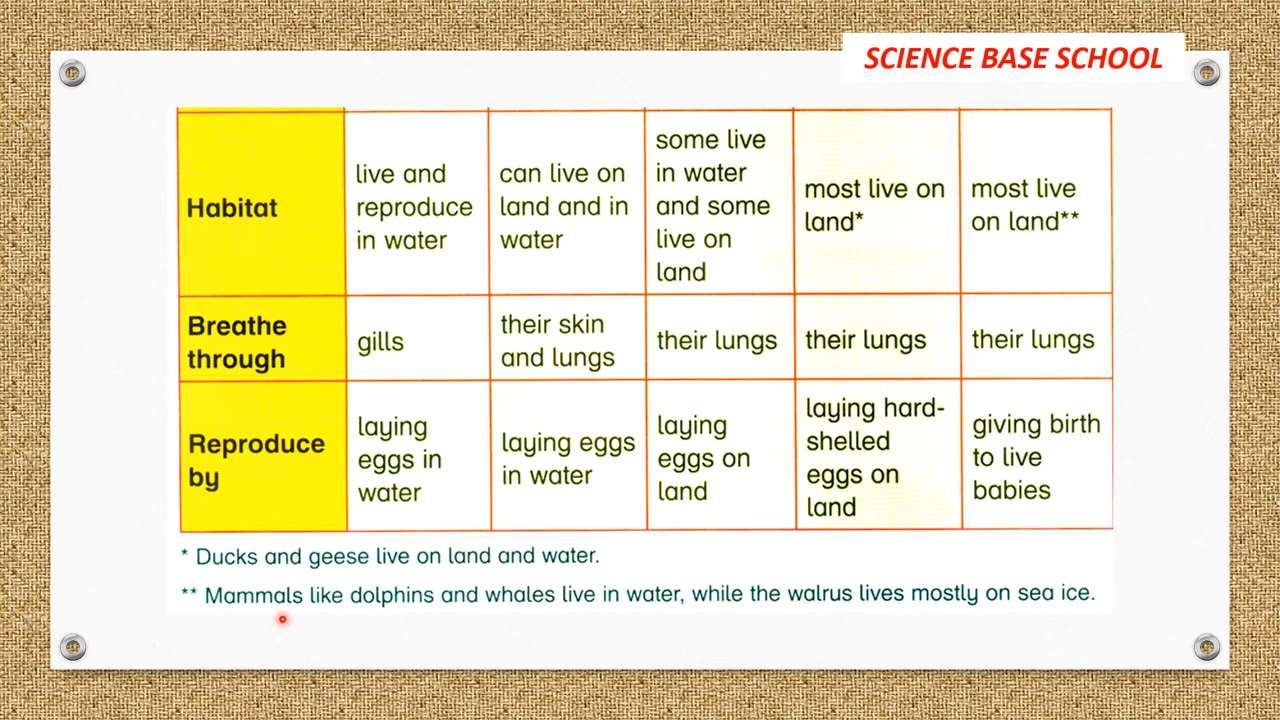 SCIENCE BASE SCHOOL
Habitat
live and
reproduce
in water
can live on
land and in
water
some live
in water
and some
live on
land
most live on
land*
most live
on land**
Breathe
through
gills
their skin
and lungs
their lungs
their lungs
their lungs
Reproduce
by
laying
eggs in
water
laying eggs
in water
laying
eggs on
land
laying hard-
shelled
eggs on
land
giving birth
to live
babies
* Ducks and geese live on land and water.
** Mammals like dolphins and whales live in water, while the walrus lives mostly on sea ice.